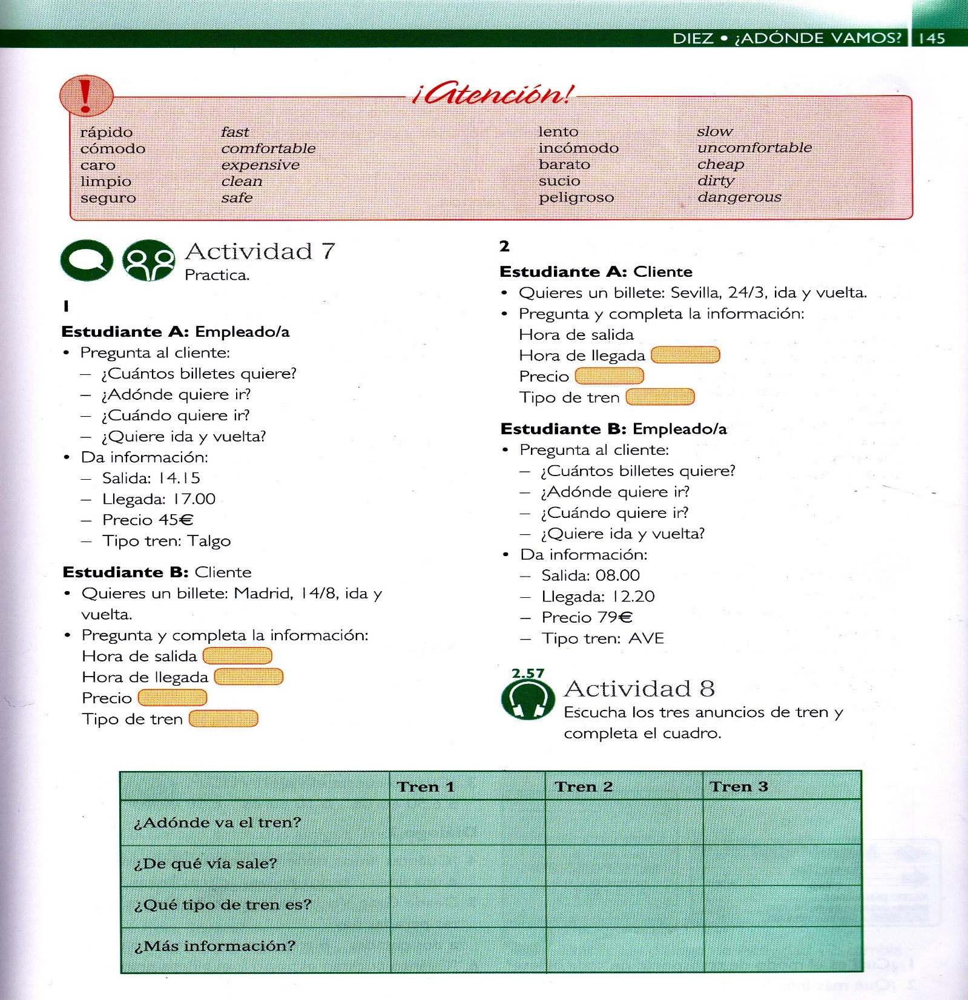 DIEZ • ¿ADÓNDE VAMOS? 145
¡Atención!
rápido fast lento slow
cómodo comfortable incómodo uncomfortable
caro expensive barato cheap
limpio clean sucio dirty
seguro safe peligroso dangerous
Actividad 7
Practica.
1
Estudiante A: Empleado/a
• Pregunta al cliente:
– ¿Cuántos billetes quiere?
– ¿Adónde quiere ir?
– ¿Cuándo quiere ir?
– ¿Quiere ida y vuelta?
• Da información:
– Salida: 14.15
– Llegada: 17.00
– Precio 45€
– Tipo tren: Talgo
Estudiante B: Cliente
• Quieres un billete: Madrid, 14/8, ida y
vuelta.
• Pregunta y completa la información:
Hora de salida
Hora de llegada
Precio
Tipo de tren
2
Estudiante A: Cliente
• Quieres un billete: Sevilla, 24/3, ida y vuelta.
• Pregunta y completa la información:
Hora de salida
Hora de llegada
Precio
Tipo de tren
Estudiante B: Empleado/a
• Pregunta al cliente:
– ¿Cuántos billetes quiere?
– ¿Adónde quiere ir?
– ¿Cuándo quiere ir?
– ¿Quiere ida y vuelta?
• Da información:
– Salida: 08.00
– Llegada: 12.20
– Precio 79€
– Tipo tren: AVE
2.57
Actividad 8
Escucha los tres anuncios de tren y
completa el cuadro.
Tren 1 Tren 2 Tren 3
¿Adónde va el tren?
¿De qué vía sale?
¿Qué tipo de tren es?
¿Más información?